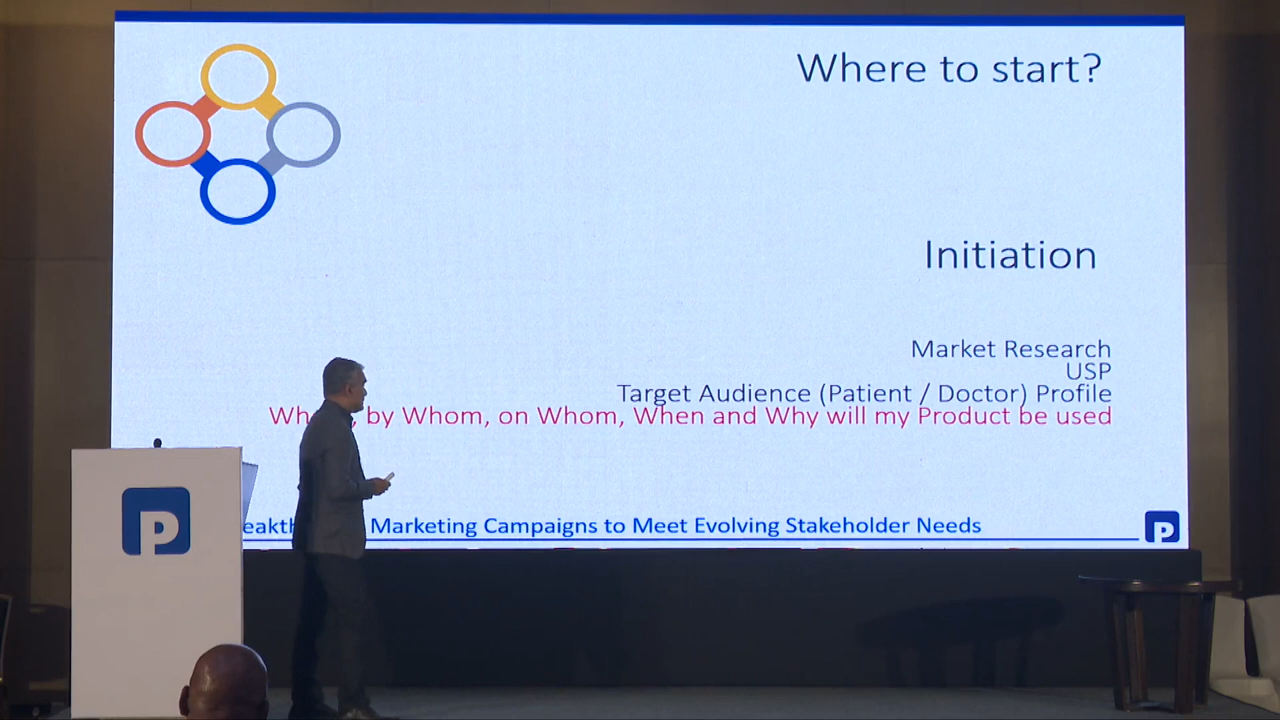 Where to start?
Initiation
Market Research
USP
Target Audience (Patient / Doctor) Profile
by Whom, on Whom, When and Why will my Product be used
Marketing Campaigns to Meet Evolving Stakeholder Needs
P
P